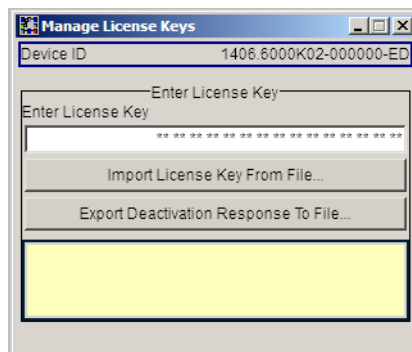 Manage License Keys
Device ID 1406.6000K02-000000-ED
Enter License Key
Enter License Key
** ** ** ** ** ** ** ** ** ** ** ** ** ** ** **
Import License Key From File...
Export Deactivation Response To File...